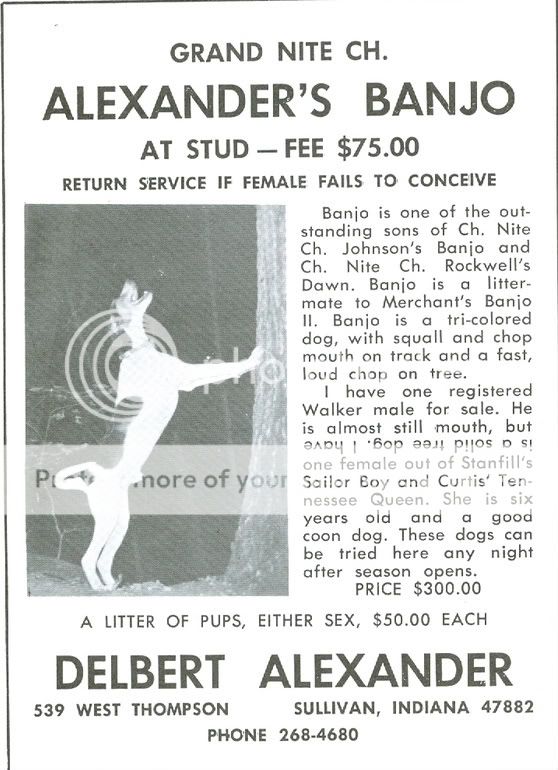 GRAND NITE CH.
ALEXANDER'S BANJO
AT STUD — FEE $75.00
RETURN SERVICE IF FEMALE FAILS TO CONCEIVE
Banjo is one of the out-
standing sons of Ch. Nite
Ch. Johnson's Banjo and
Ch. Nite Ch. Rockwell's
Dawn. Banjo is a litter-
mate to Merchant's Banjo
II. Banjo is a tri-colored
dog, with squall and chop
mouth on track and a fast,
loud chop on tree.
I have one registered
Walker male for sale. He
is almost still mouth, but
is a solid tree dog. I have
one female out of Stanfill's
Sailor Boy and Curtis' Ten-
nessee Queen. She is six
years old and a good
coon dog. These dogs can
be tried here any night
after season opens.
PRICE $300.00
more of your
A LITTER OF PUPS, EITHER SEX, $50.00 EACH
DELBERT ALEXANDER
539 WEST THOMPSON SULLIVAN, INDIANA 47882
PHONE 268-4680